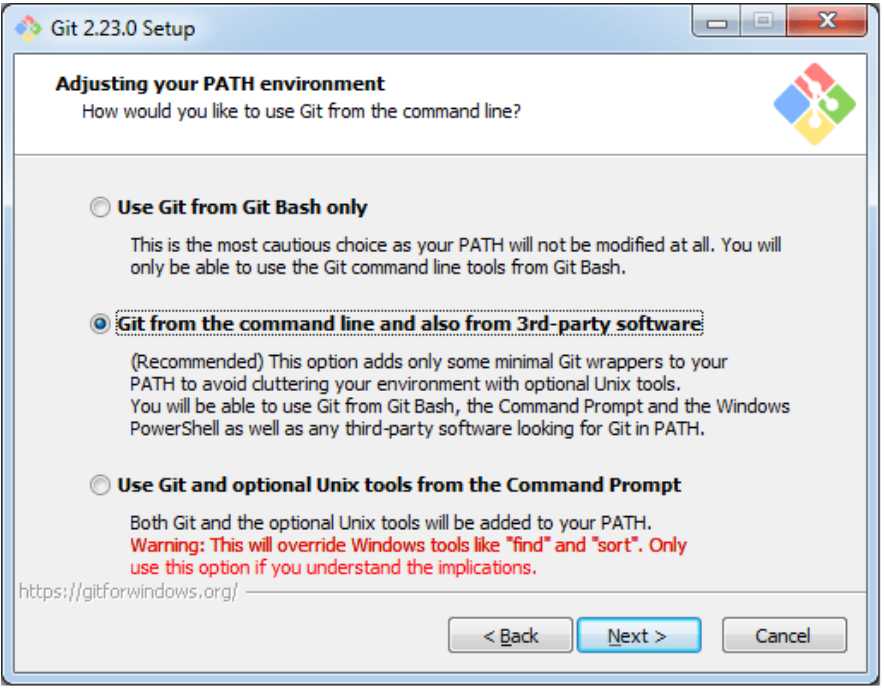 Git 2.23.0 Setup
Adjusting your PATH environment
How would you like to use Git from the command line?
Use Git from Git Bash only
This is the most cautious choice as your PATH will not be modified at all. You will
only be able to use the Git command line tools from Git Bash.
Git from the command line and also from 3rd-party software
(Recommended) This option adds only some minimal Git wrappers to your
PATH to avoid cluttering your environment with optional Unix tools.
You will be able to use Git from Git Bash, the Command Prompt and the Windows
PowerShell as well as any third-party software looking for Git in PATH.
Use Git and optional Unix tools from the Command Prompt
Both Git and the optional Unix tools will be added to your PATH.
Warning: This will override Windows tools like "find" and "sort". Only
use this option if you understand the implications.
https://gitforwindows.org/
< Back
Next >
Cancel